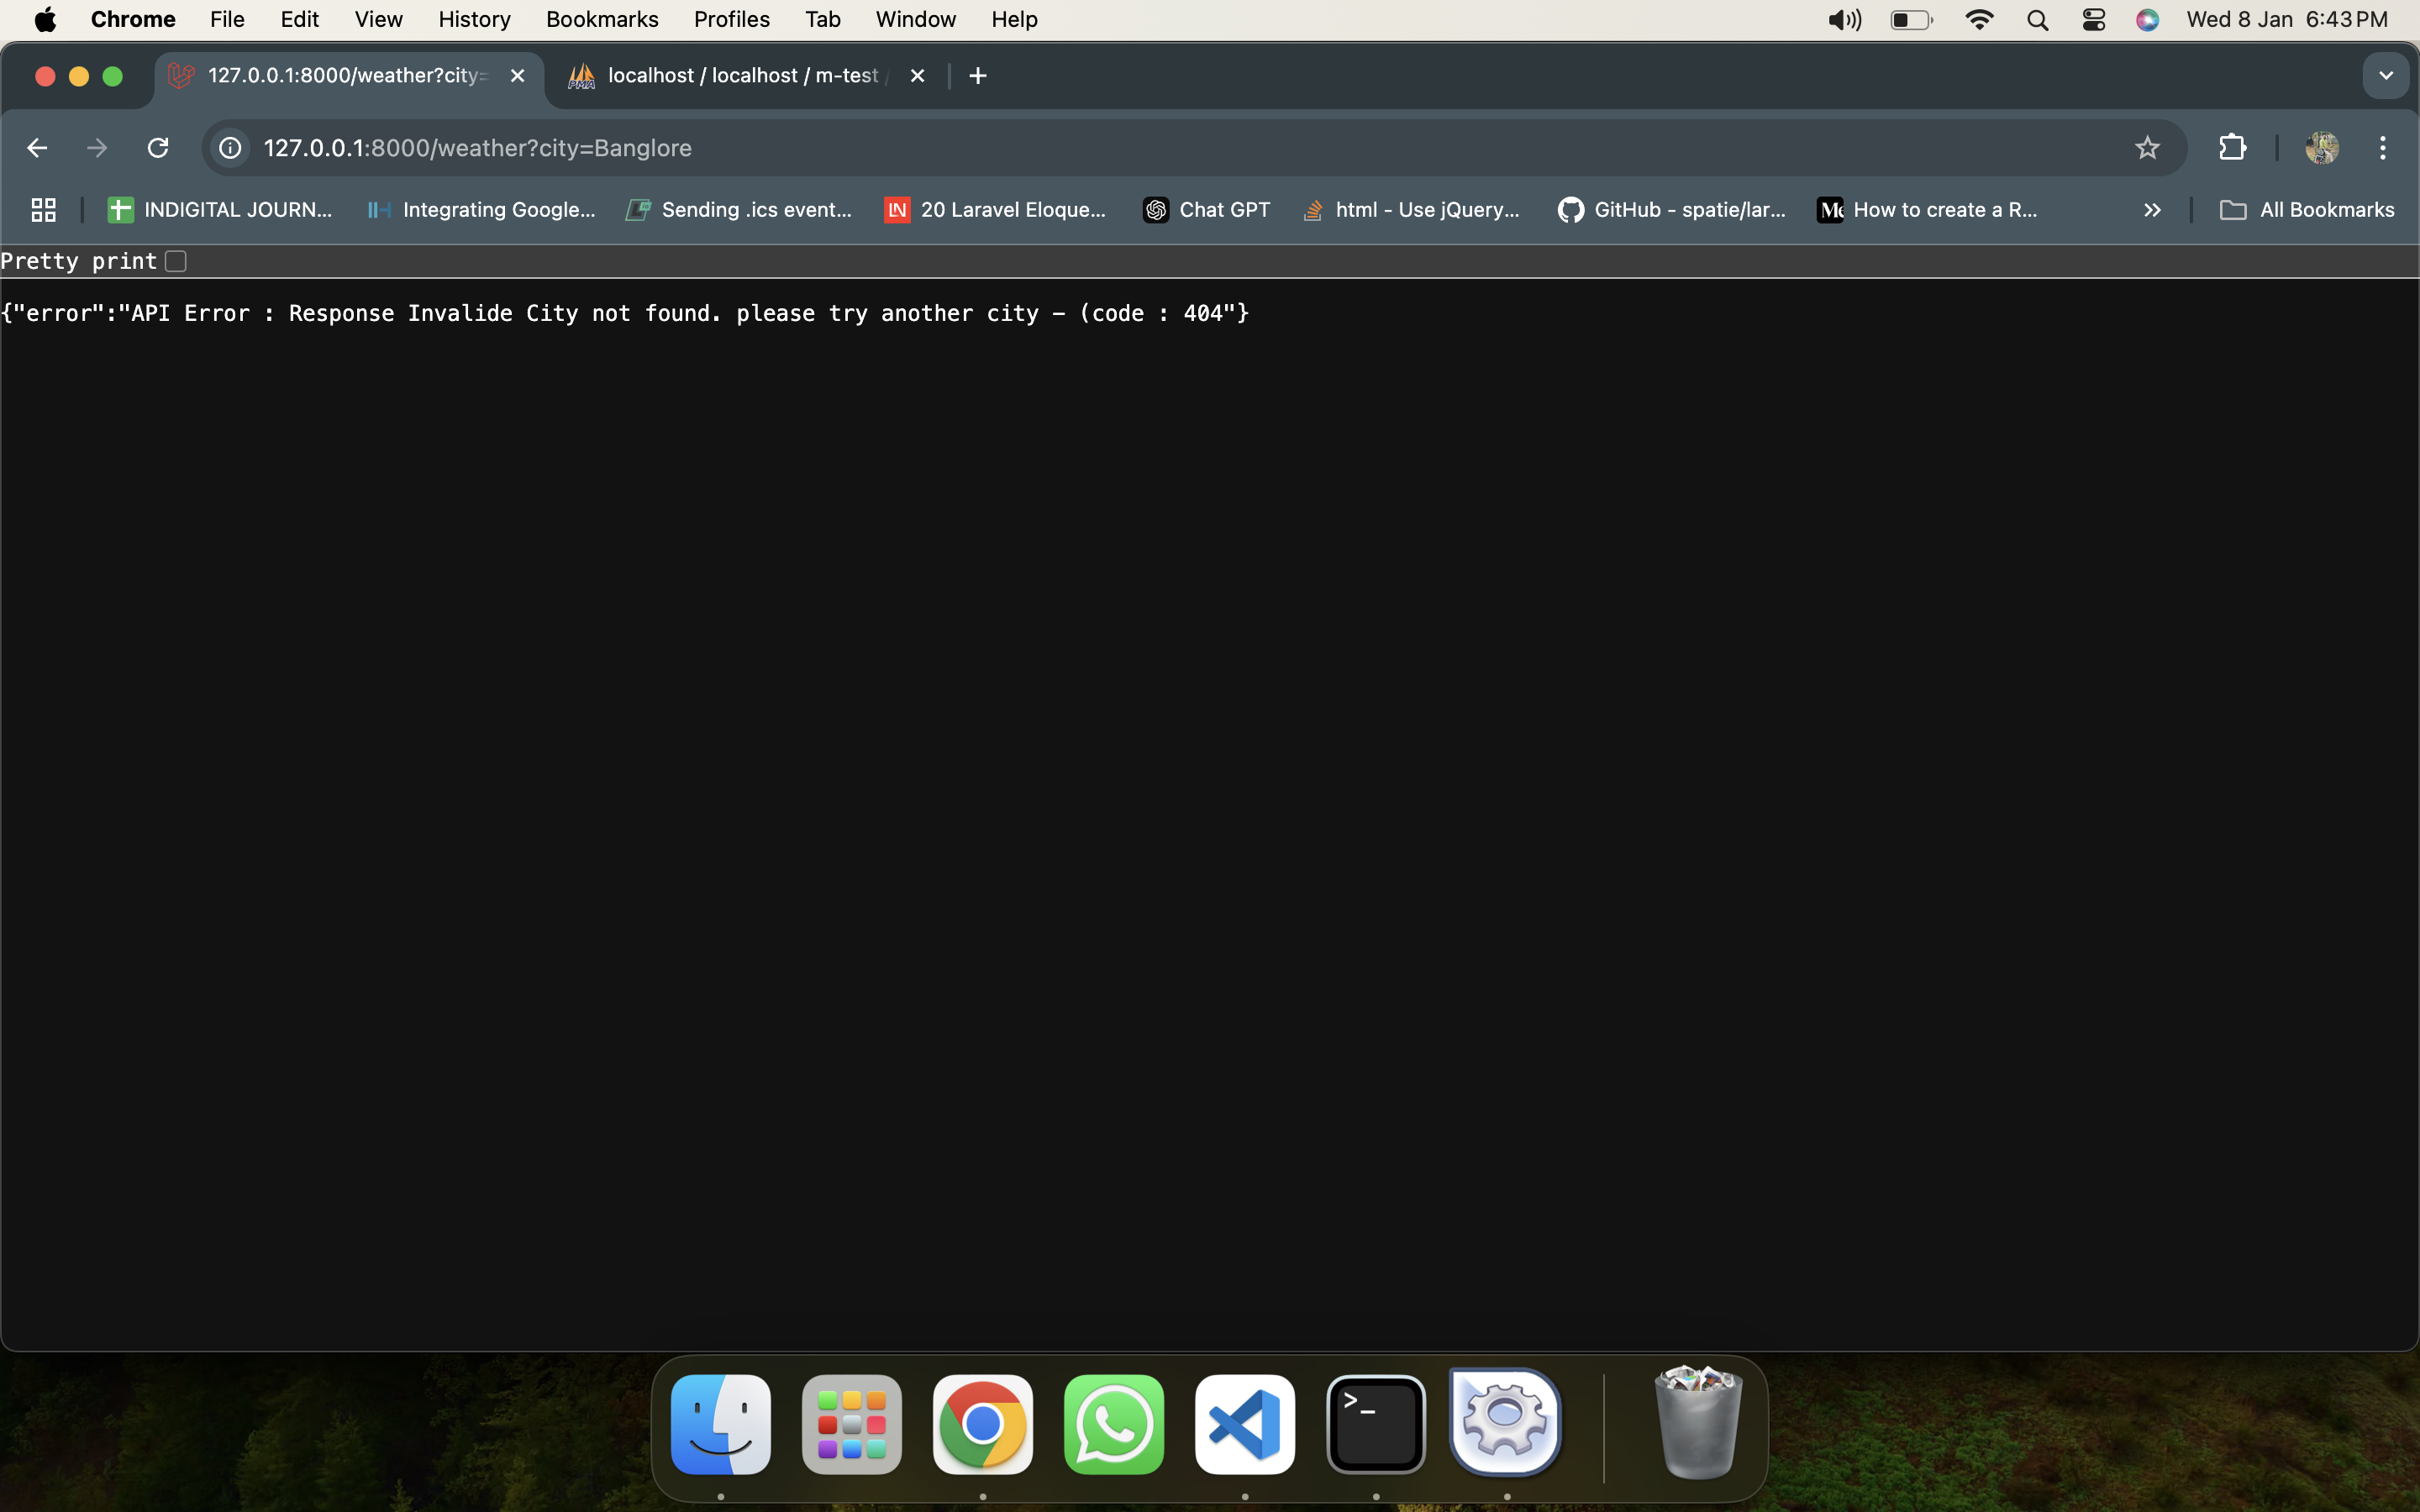 Chrome File Edit View History Bookmarks Profiles Tab Window Help Wed 8 Jan 6:43 PM
127.0.0.1:8000/weather?city= localhost / localhost / m-test /
127.0.0.1:8000/weather?city=Banglore
INDIGITAL JOURN... Integrating Google... Sending .ics event... IN 20 Laravel Eloque... Chat GPT html - Use jQuery... GitHub - spatie/lar... How to create a R... All Bookmarks
Pretty print
{"error":"API Error : Response Invalide City not found. please try another city – (code : 404"}